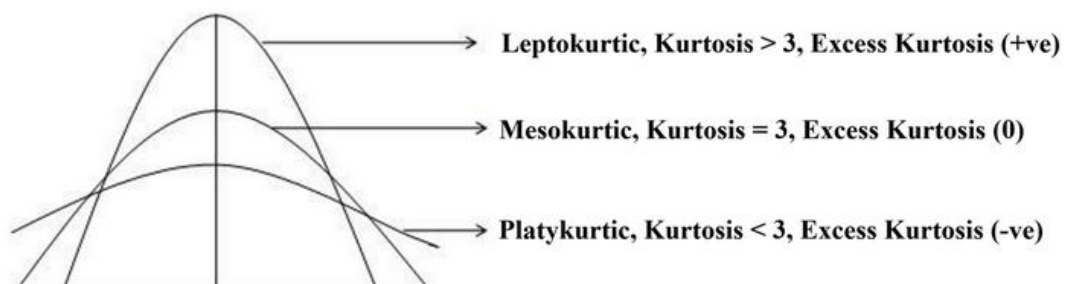 Leptokurtic, Kurtosis > 3, Excess Kurtosis (+ve)
Mesokurtic, Kurtosis = 3, Excess Kurtosis (0)
Platykurtic, Kurtosis < 3, Excess Kurtosis (-ve)